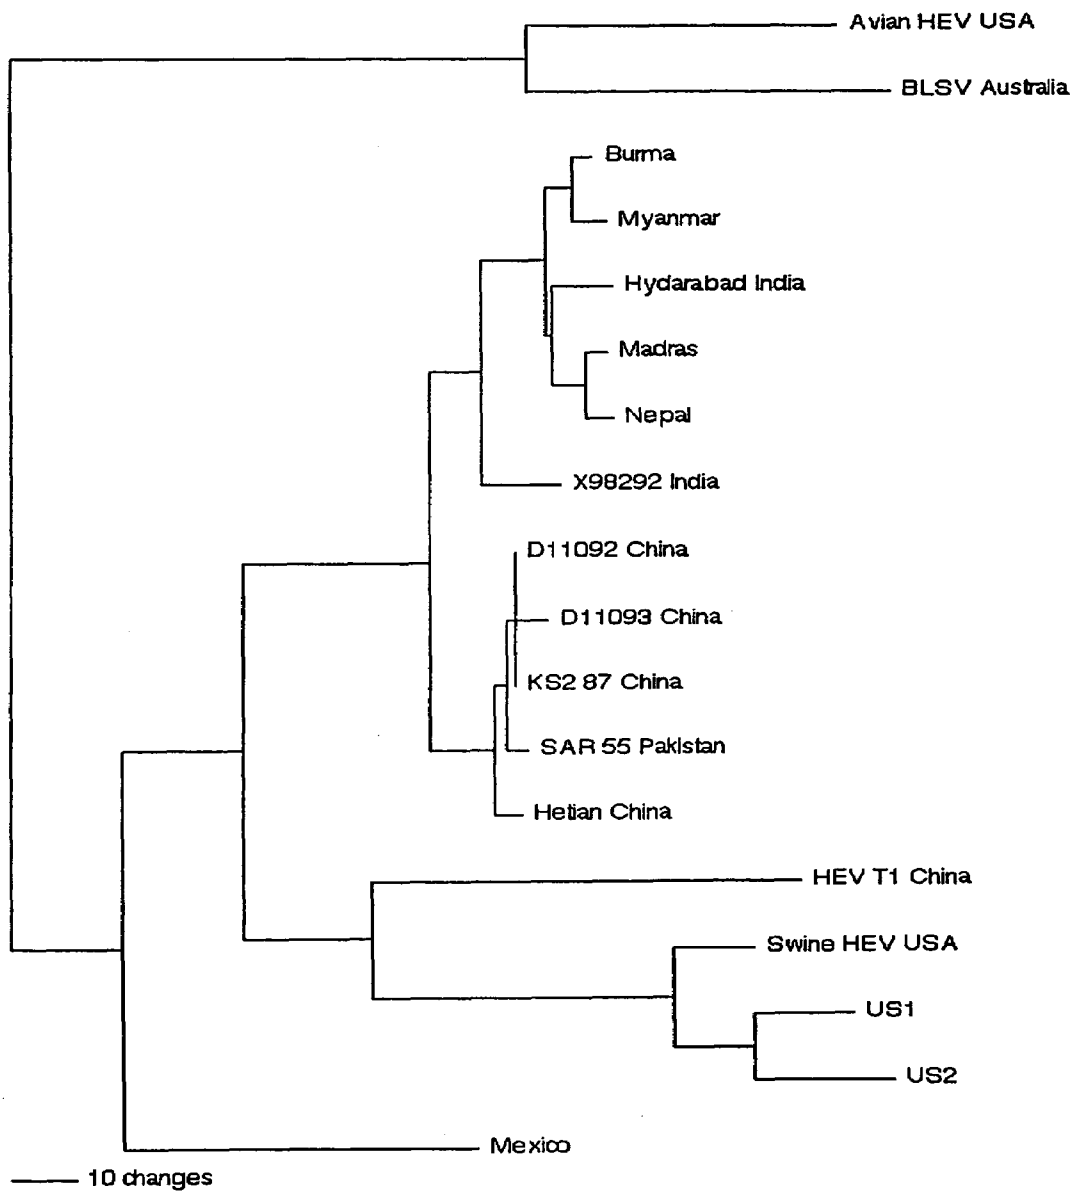 Avian HEV USA
BLSV Australia
Burma
Myanmar
Hydarabad India
Madras
Nepal
X98292 India
D11092 China
D11093 China
KS2 87 China
SAR 55 Pakistan
Hetian China
HEV T1 China
Swine HEV USA
US1
US2
Mexico
10 changes